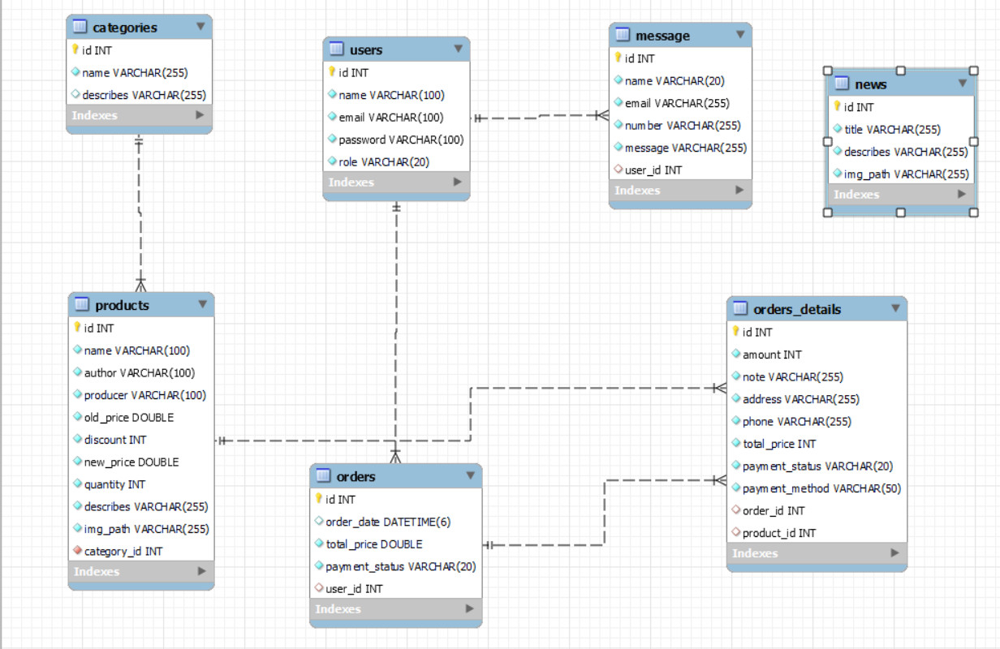 categories
id INT
name VARCHAR(255)
describes VARCHAR(255)
Indexes
users
id INT
name VARCHAR(100)
email VARCHAR(100)
password VARCHAR(100)
role VARCHAR(20)
Indexes
message
id INT
name VARCHAR(20)
email VARCHAR(255)
number VARCHAR(255)
message VARCHAR(255)
user_id INT
Indexes
news
id INT
title VARCHAR(255)
describes VARCHAR(255)
img_path VARCHAR(255)
Indexes
products
id INT
name VARCHAR(100)
author VARCHAR(100)
producer VARCHAR(100)
old_price DOUBLE
discount INT
new_price DOUBLE
quantity INT
describes VARCHAR(255)
img_path VARCHAR(255)
category_id INT
Indexes
orders
id INT
order_date DATETIME(6)
total_price DOUBLE
payment_status VARCHAR(20)
user_id INT
Indexes
orders_details
id INT
amount INT
note VARCHAR(255)
address VARCHAR(255)
phone VARCHAR(255)
total_price INT
payment_status VARCHAR(20)
payment_method VARCHAR(50)
order_id INT
product_id INT
Indexes